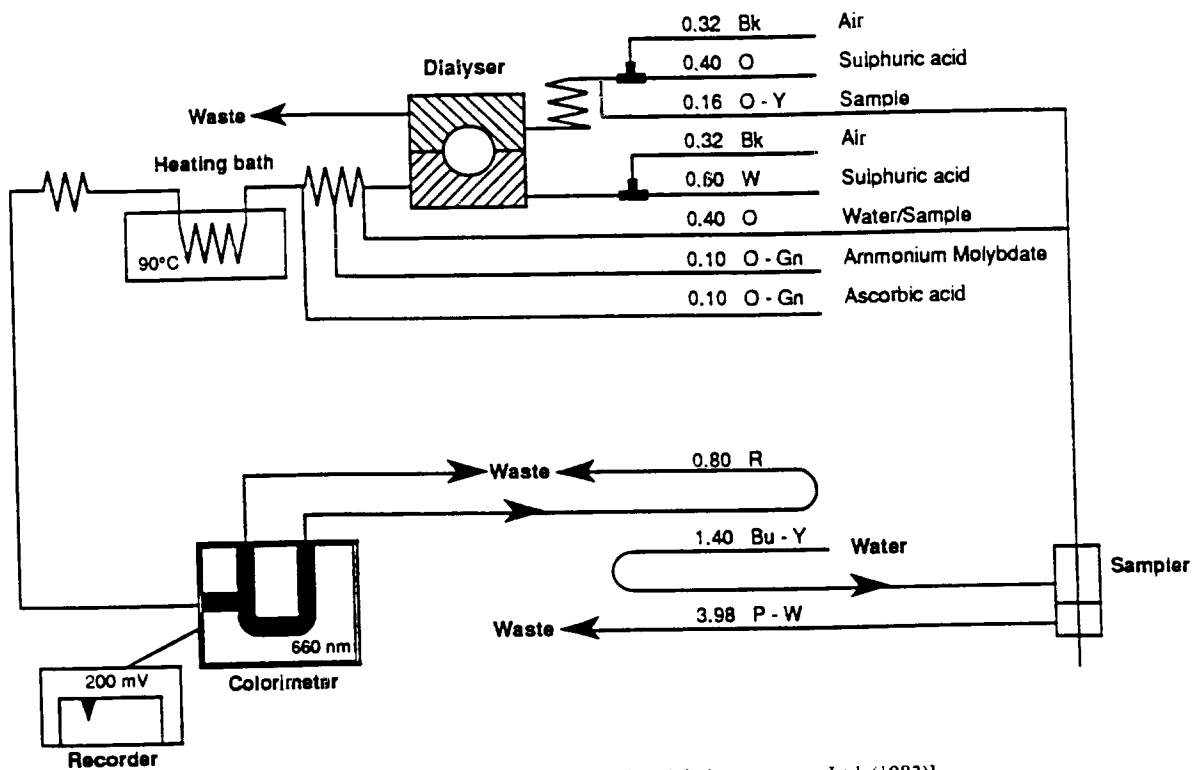 0.32 Bk Air
0.40 O Sulphuric acid
Dialyser
0.16 O - Y Sample
Waste
0.32 Bk Air
Heating bath
0.60 W Sulphuric acid
0.40 O Water/Sample
90°C
0.10 O - Gn Ammonium Molybdate
0.10 O - Gn Ascorbic acid
Waste
0.80 R
1.40 Bu - Y Water
Sampler
Waste
3.98 P - W
660 nm
Colorimeter
200 mV
Recorder
Ltd (1983)]